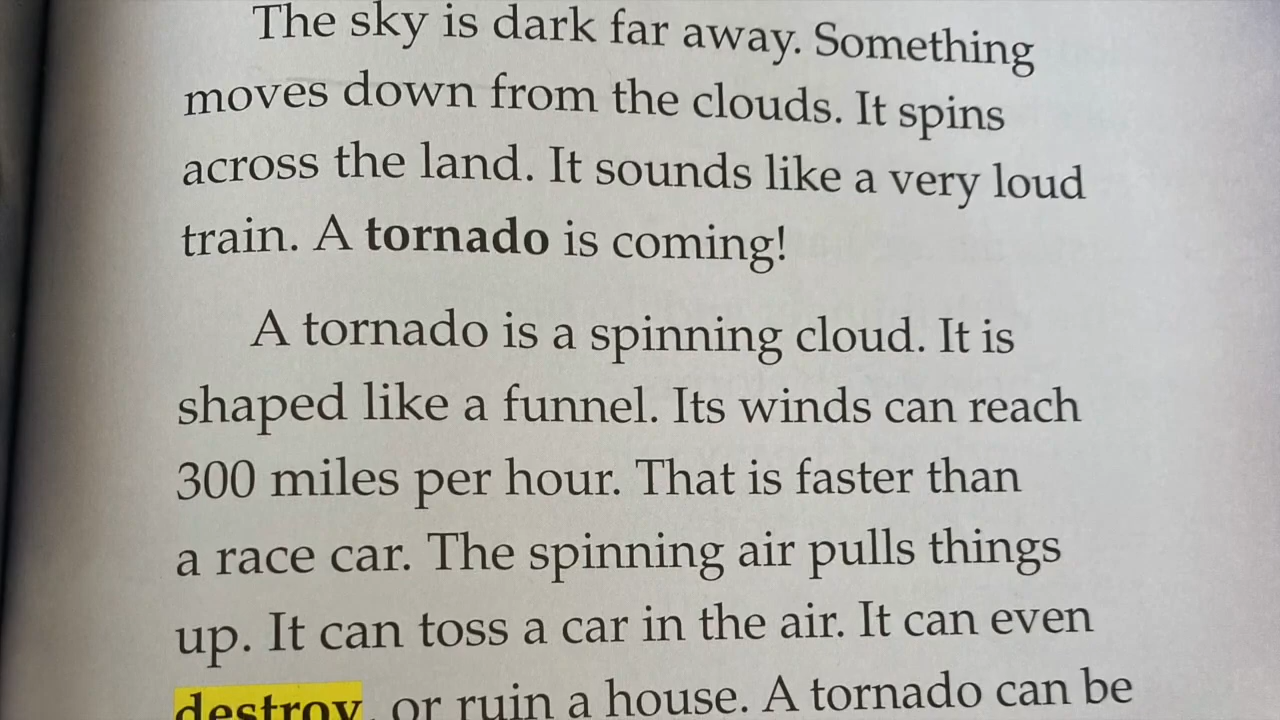 The sky is dark far away. Something
moves down from the clouds. It spins
across the land. It sounds like a very loud
train. A tornado is coming!
A tornado is a spinning cloud. It is
shaped like a funnel. Its winds can reach
300 miles per hour. That is faster than
a race car. The spinning air pulls things
up. It can toss a car in the air. It can even
destroy, or ruin a house. A tornado can be